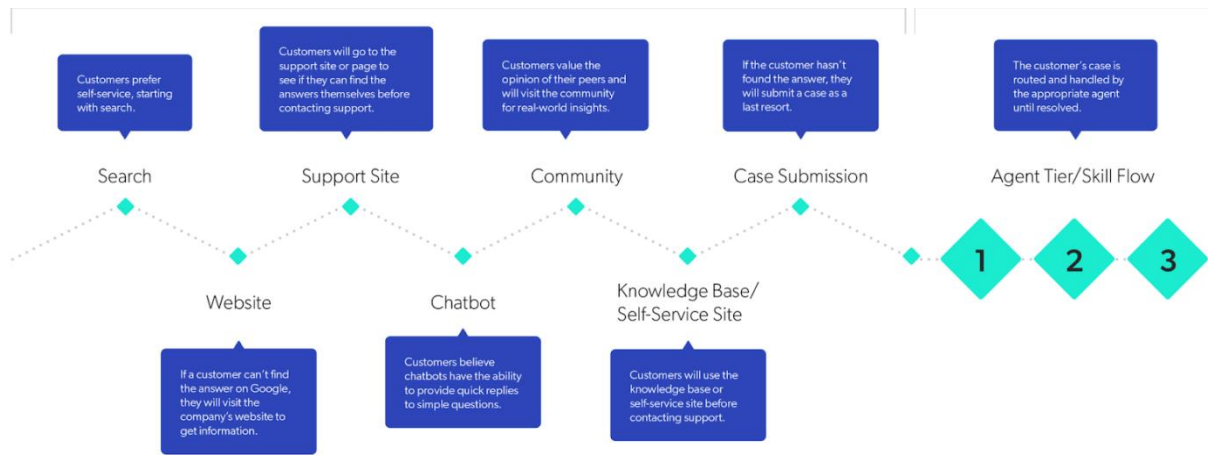 Customers prefer
self-service, starting
with search.
Search
If a customer can't find
the answer on Google,
they will visit the
company's website to
get information.
Website
Customers will go to the
support site or page to
see if they can find the
answers themselves before
contacting support.
Support Site
Customers believe
chatbots have the ability
to provide quick replies
to simple questions.
Chatbot
Customers value the
opinion of their peers and
will visit the community
for real-world insights.
Community
Knowledge Base/
Self-Service Site
Customers will use the
knowledge base or
self-service site before
contacting support.
If the customer hasn't
found the answer, they
will submit a case as a
last resort.
Case Submission
The customer's case is
routed and handled by
the appropriate agent
until resolved.
Agent Tier/Skill Flow
1
2
3